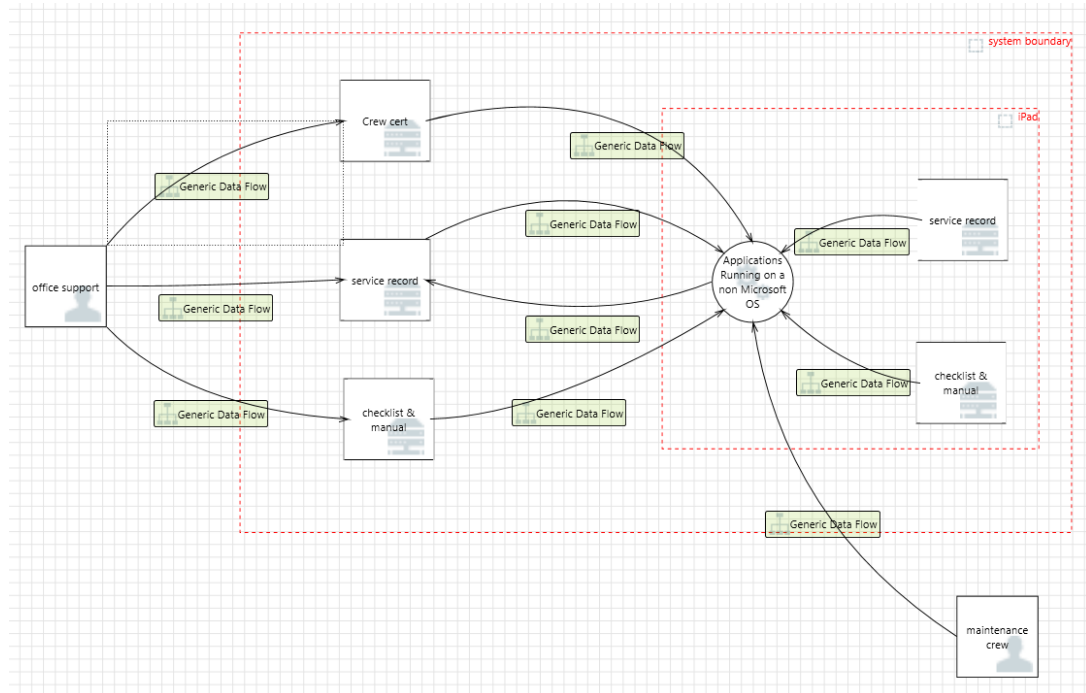 system boundary
iPad
Crew cert
Generic Data Flow
Generic Data Flow
service record
Generic Data Flow
Generic Data Flow
office support
service record
Applications
Running on a
non Microsoft
OS
Generic Data Flow
Generic Data Flow
checklist &
manual
Generic Data Flow
Generic Data Flow
checklist &
manual
Generic Data Flow
Generic Data Flow
maintenance
crew